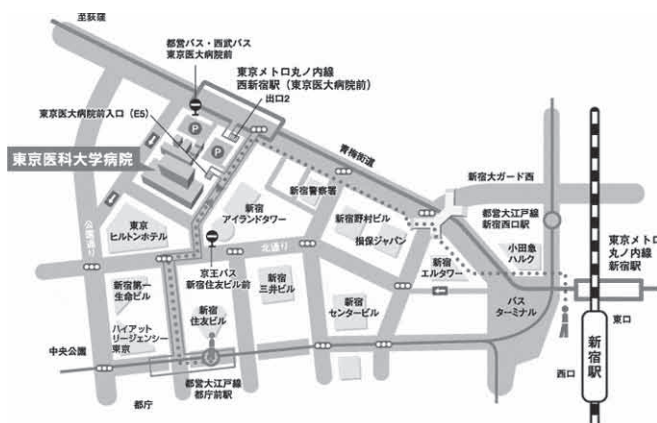 至荻窪
都営バス・西武バス
東京医大病院前
東京メトロ丸ノ内線
西新宿駅（東京医大病院前）
出口2
東京医大病院前入口（E5）
P
P
東京医科大学病院
青梅街道
新宿警察署
新宿大ガード西
新宿
アイランドタワー
新宿野村ビル
損保ジャパン
都営大江戸線
新宿西口駅
公園通り
東京
ヒルトンホテル
小田急
ハルク
東京メトロ
丸ノ内線
新宿駅
北通り
京王バス
新宿住友ビル前
新宿
エルタワー
新宿第一
生命ビル
新宿
三井ビル
新宿
住友ビル
新宿
センタービル
バス
ターミナル
ハイアット
リージェンシー
東京
東口
中央公園
新宿駅
西口
都営大江戸線
都庁前駅
都庁